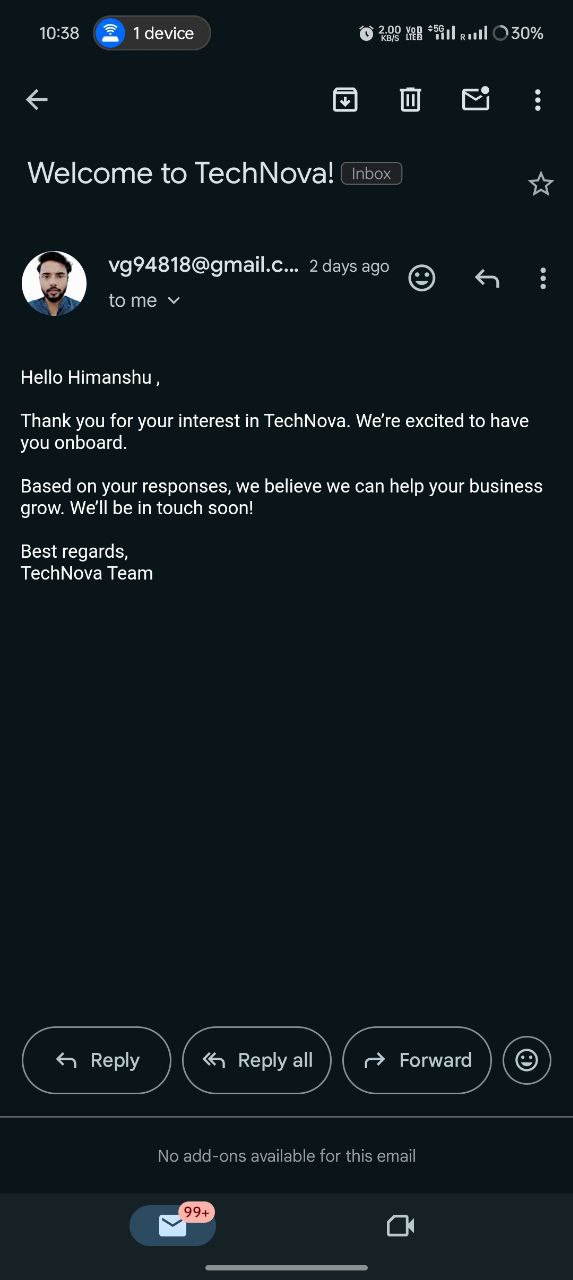 10:38 1 device 2.00 KB/S VoD LTEB 5G R 30%
Welcome to TechNova! Inbox
vg94818@gmail.c... 2 days ago
to me
Hello Himanshu ,
Thank you for your interest in TechNova. We’re excited to have
you onboard.
Based on your responses, we believe we can help your business
grow. We’ll be in touch soon!
Best regards,
TechNova Team
Reply Reply all Forward
No add-ons available for this email
99+